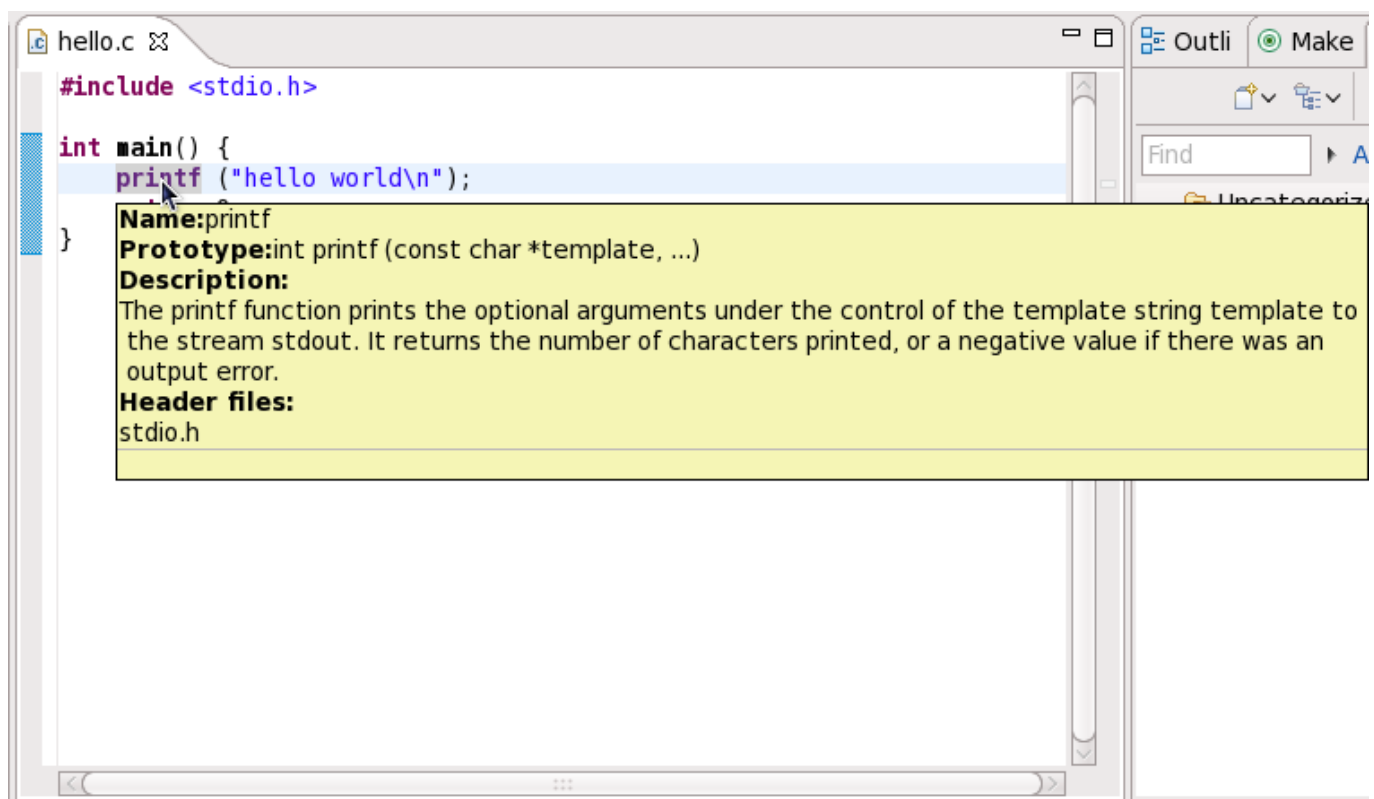 hello.c
Outli
Make
#include <stdio.h>
int main() {
printf ("hello world\n");
}
Find
A
Uncategorize
Name:printf
Prototype:int printf (const char *template, ...)
Description:
The printf function prints the optional arguments under the control of the template string template to
the stream stdout. It returns the number of characters printed, or a negative value if there was an
output error.
Header files:
stdio.h